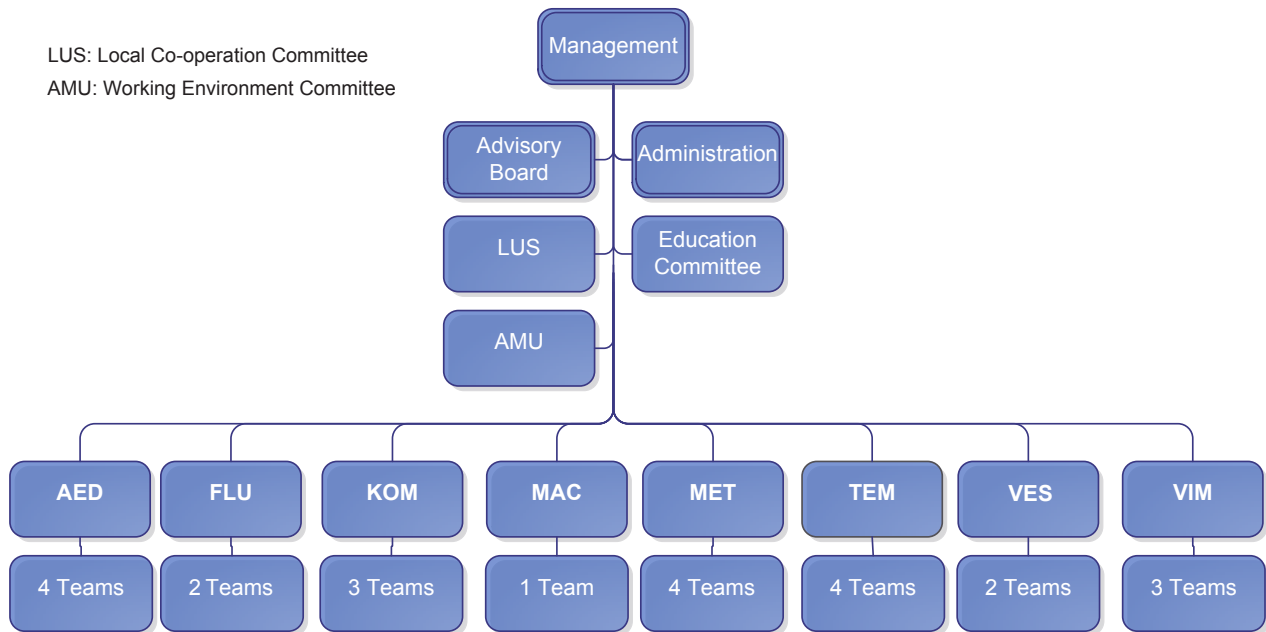 Management
LUS: Local Co-operation Committee
AMU: Working Environment Committee
Advisory
Board
Administration
LUS
Education
Committee
AMU
AED
FLU
KOM
MAC
MET
TEM
VES
VIM
4 Teams
2 Teams
3 Teams
1 Team
4 Teams
4 Teams
2 Teams
3 Teams